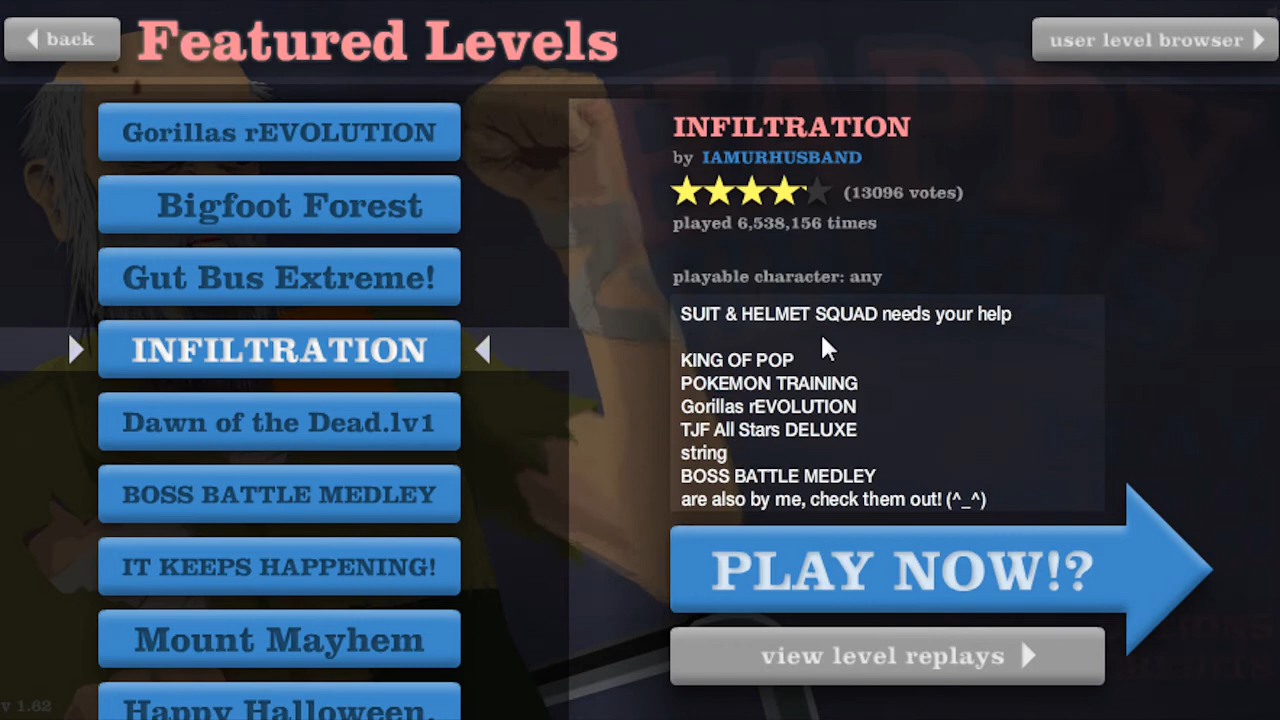 back
Featured Levels
user level browser
Gorillas rEVOLUTION
Bigfoot Forest
Gut Bus Extreme!
INFILTRATION
Dawn of the Dead.lv1
BOSS BATTLE MEDLEY
IT KEEPS HAPPENING!
Mount Mayhem
Happy Halloween,
v 1.62
INFILTRATION
by IAMURHUSBAND
(13096 votes)
played 6,538,156 times
playable character: any
SUIT & HELMET SQUAD needs your help
KING OF POP
POKEMON TRAINING
Gorillas rEVOLUTION
TJF All Stars DELUXE
string
BOSS BATTLE MEDLEY
are also by me, check them out! (^_^)
PLAY NOW!?
view level replays